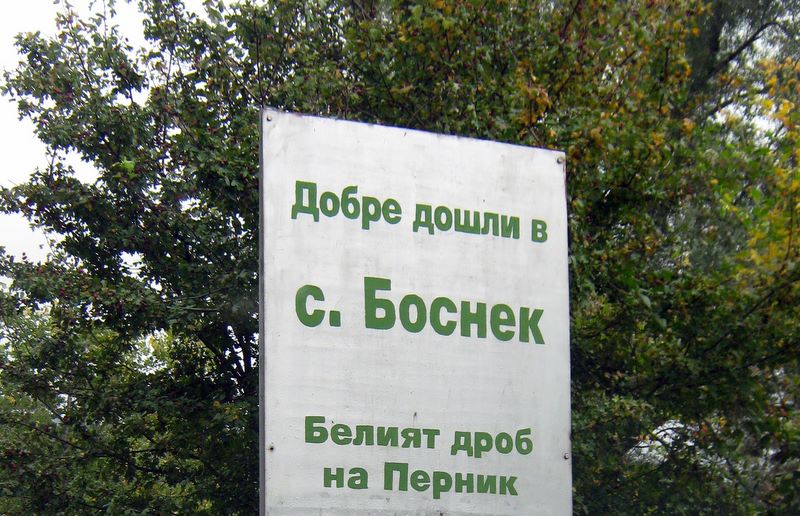 Добре дошли в
с. Боснек
Белият дроб
на Перник